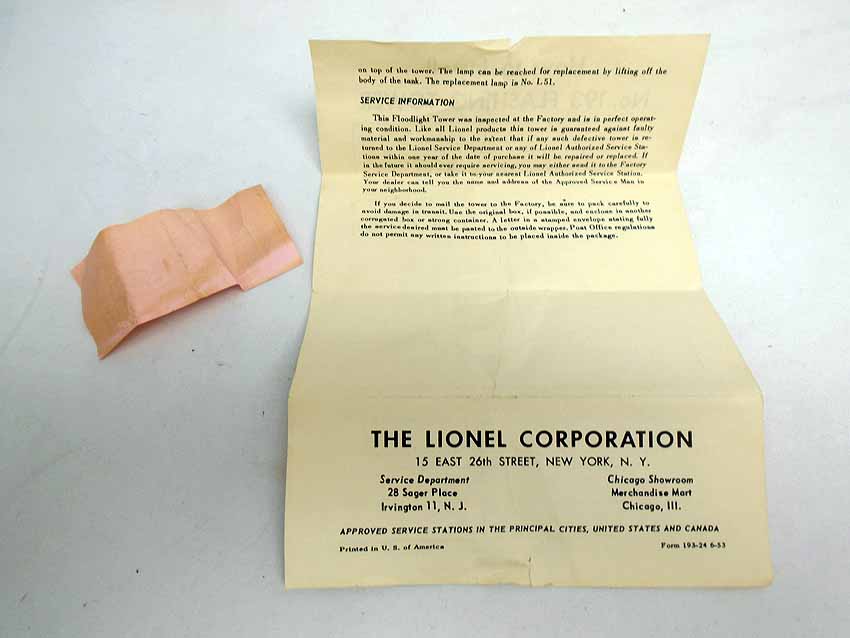 on top of the tower. The lamp can be reached for replacement by lifting off the
body of the tank. The replacement lamp is No. L51.
SERVICE INFORMATION
This Floodlight Tower was inspected at the Factory and is in perfect operat-
ing condition. Like all Lionel products this tower is guaranteed against faulty
material and workmanship to the extent that if any such defective tower is re-
turned to the Lionel Service Department or any of Lionel Authorized Service Sta-
tions within one year of the date of purchase it will be repaired or replaced. If
in the future it should ever require servicing, you may either send it to the Factory
Service Department, or take it to your nearest Lionel Authorized Service Station.
Your dealer can tell you the name and address of the Approved Service Man in
your neighborhood.
If you decide to mail the tower to the Factory, be sure to pack carefully to
avoid damage in transit. Use the original box, if possible, and enclose in another
corrugated box or strong container. A letter in a stamped envelope stating fully
the service desired must be pasted to the outside wrapper. Post Office regulations
do not permit any written instructions to be placed inside the package.
THE LIONEL CORPORATION
15 EAST 26th STREET, NEW YORK, N. Y.
Service Department Chicago Showroom
28 Sager Place Merchandise Mart
Irvington 11, N. J. Chicago, Ill.
APPROVED SERVICE STATIONS IN THE PRINCIPAL CITIES, UNITED STATES AND CANADA
Printed in U. S. of America Form 193-24 6-53